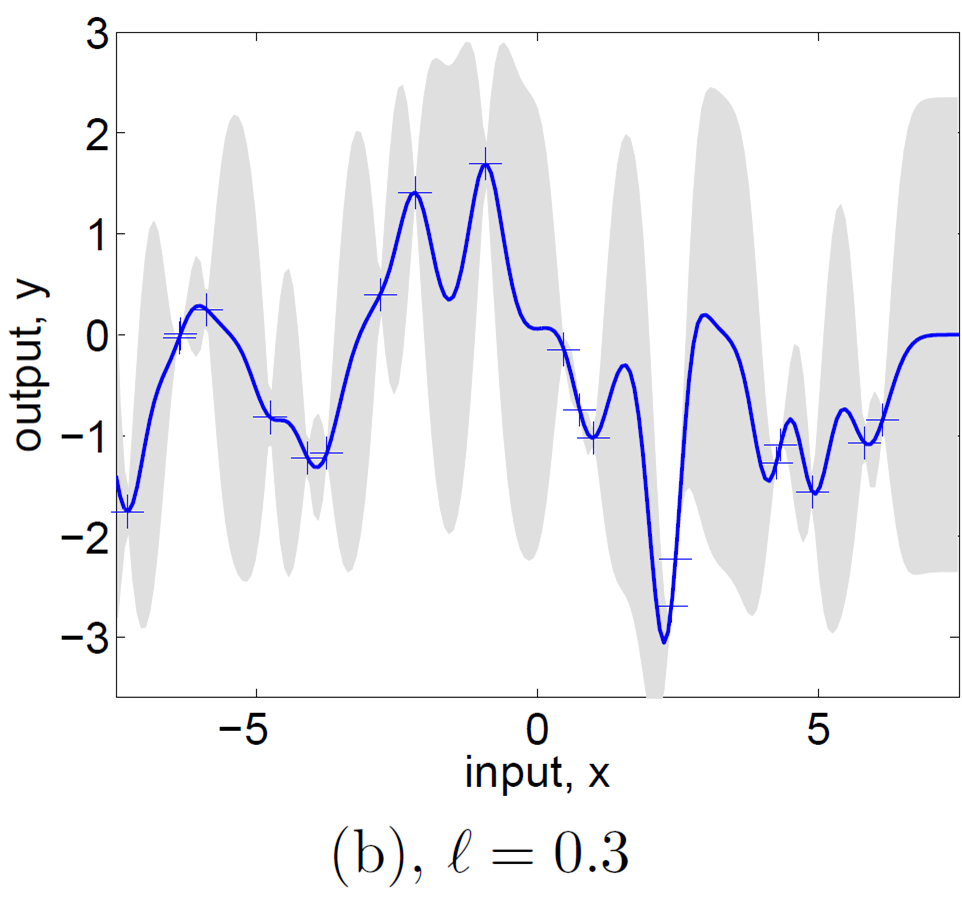 3
2
1
0
−1
−2
−3
output, y
−5 0 5
input, x
(b), ℓ = 0.3